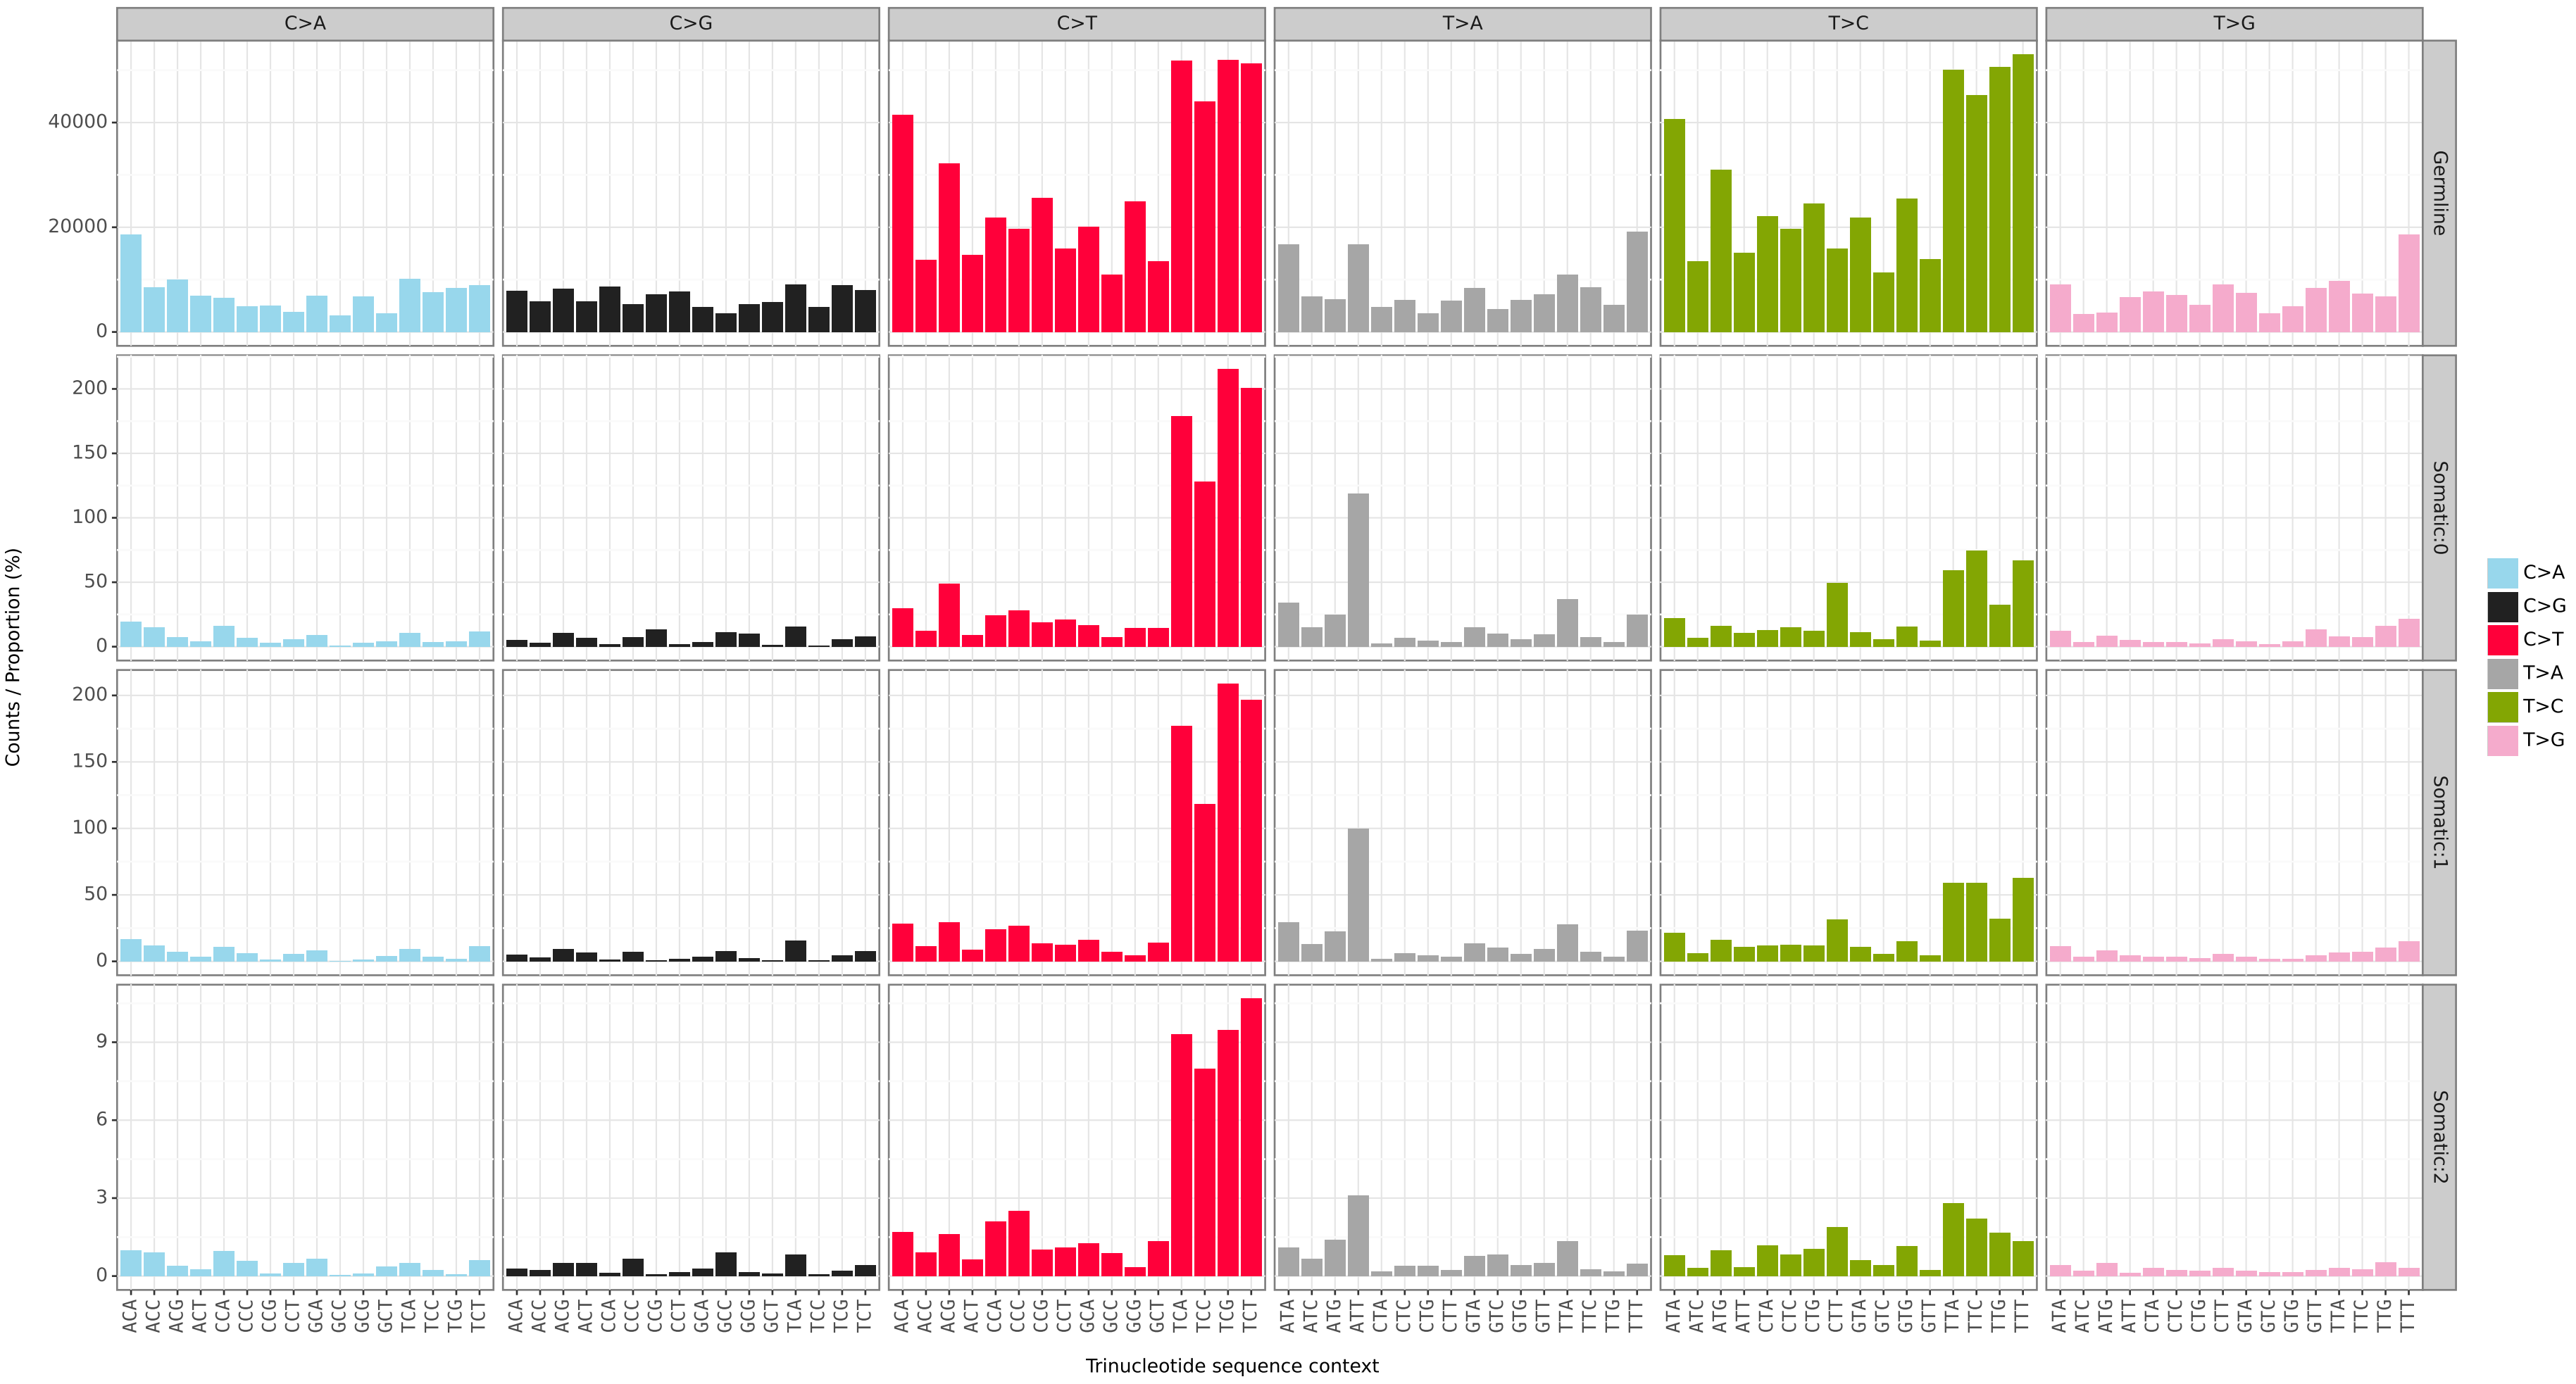 C>A C>G C>T T>A T>C T>G
Counts / Proportion (%)
40000
20000
0
Germline
200
150
100
50
0
Somatic:0
200
150
100
50
0
Somatic:1
9
6
3
0
Somatic:2
C>A
C>G
C>T
T>A
T>C
T>G
ACA ACC ACG ACT CCA CCC CCG CCT GCA GCC GCG GCT TCA TCC TCG TCT ACA ACC ACG ACT CCA CCC CCG CCT GCA GCC GCG GCT TCA TCC TCG TCT ACA ACC ACG ACT CCA CCC CCG CCT GCA GCC GCG GCT TCA TCC TCG TCT ATA ATC ATG ATT CTA CTC CTG CTT GTA GTC GTG GTT TTA TTC TTG TTT ATA ATC ATG ATT CTA CTC CTG CTT GTA GTC GTG GTT TTA TTC TTG TTT ATA ATC ATG ATT CTA CTC CTG CTT GTA GTC GTG GTT TTA TTC TTG TTT
Trinucleotide sequence context